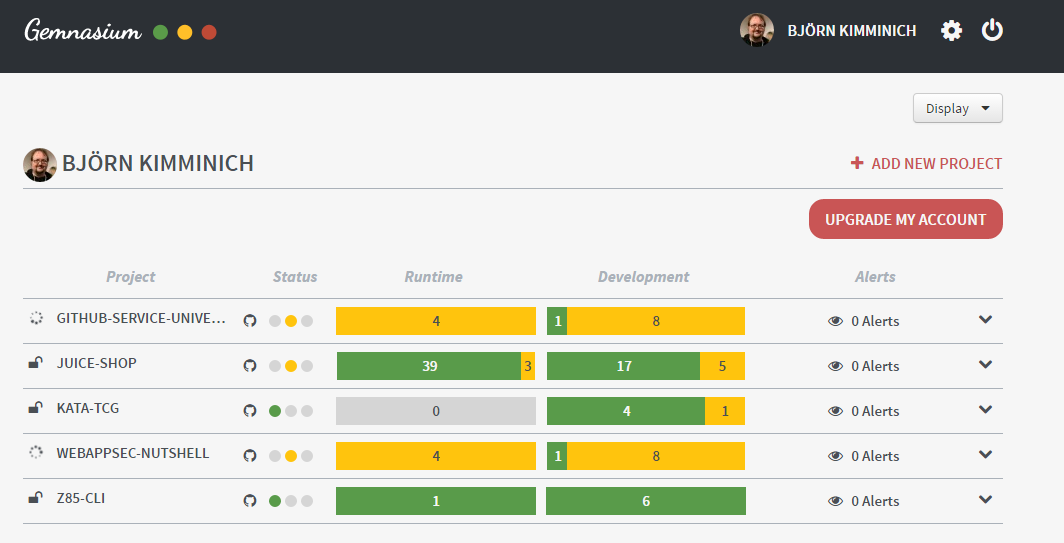 Gemnasium
BJÖRN KIMMINICH
Display
BJÖRN KIMMINICH
ADD NEW PROJECT
UPGRADE MY ACCOUNT
Project Status Runtime Development Alerts
GITHUB-SERVICE-UNIVE... 4 1 8 0 Alerts
JUICE-SHOP 39 3 17 5 0 Alerts
KATA-TCG 0 4 1 0 Alerts
WEBAPPSEC-NUTSHELL 4 1 8 0 Alerts
Z85-CLI 1 6 0 Alerts